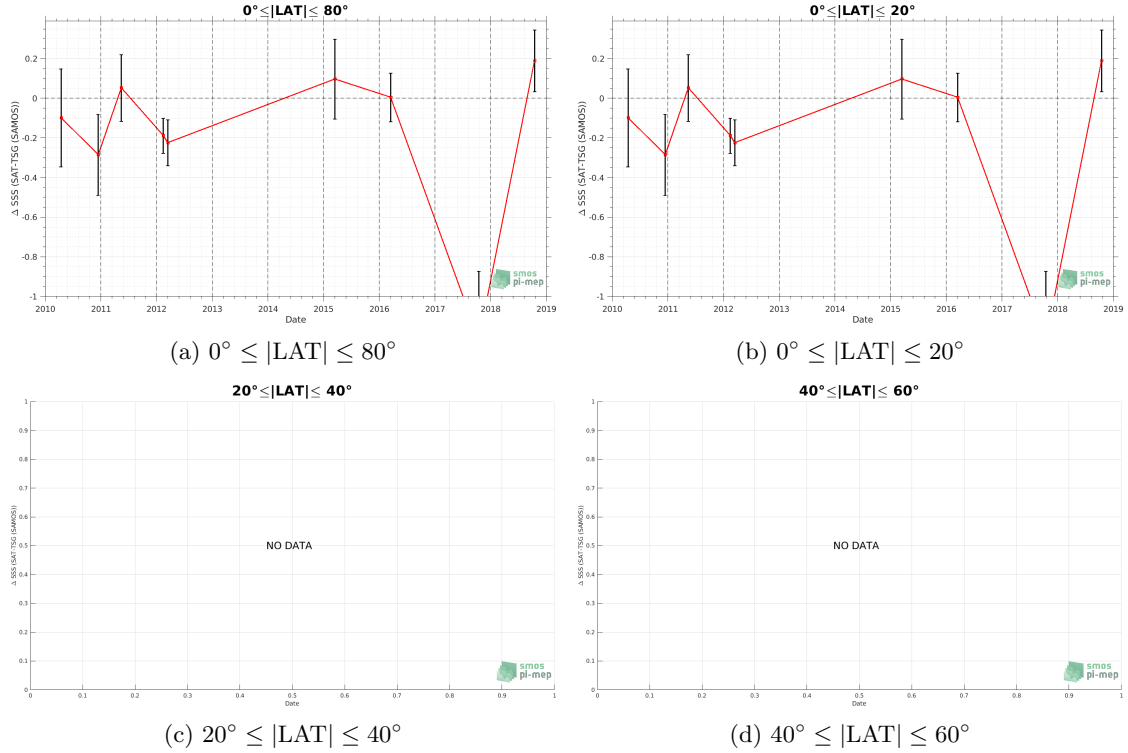 0°≤|LAT|≤ 80°
Δ SSS (SAT-TSG (SAMOS))
0.2
0
-0.2
-0.4
-0.6
-0.8
-1
2010 2011 2012 2013 2014 2015 2016 2017 2018 2019
Date
smos
pi-mep
(a) 0° ≤ |LAT| ≤ 80°
0°≤|LAT|≤ 20°
Δ SSS (SAT-TSG (SAMOS))
0.2
0
-0.2
-0.4
-0.6
-0.8
-1
2010 2011 2012 2013 2014 2015 2016 2017 2018 2019
Date
smos
pi-mep
(b) 0° ≤ |LAT| ≤ 20°
20°≤|LAT|≤ 40°
Δ SSS (SAT-TSG (SAMOS))
1
0.9
0.8
0.7
0.6
0.5
0.4
0.3
0.2
0.1
0
NO DATA
0 0.1 0.2 0.3 0.4 0.5 0.6 0.7 0.8 0.9 1
Date
smos
pi-mep
(c) 20° ≤ |LAT| ≤ 40°
40°≤|LAT|≤ 60°
Δ SSS (SAT-TSG (SAMOS))
1
0.9
0.8
0.7
0.6
0.5
0.4
0.3
0.2
0.1
0
NO DATA
0 0.1 0.2 0.3 0.4 0.5 0.6 0.7 0.8 0.9 1
Date
smos
pi-mep
(d) 40° ≤ |LAT| ≤ 60°